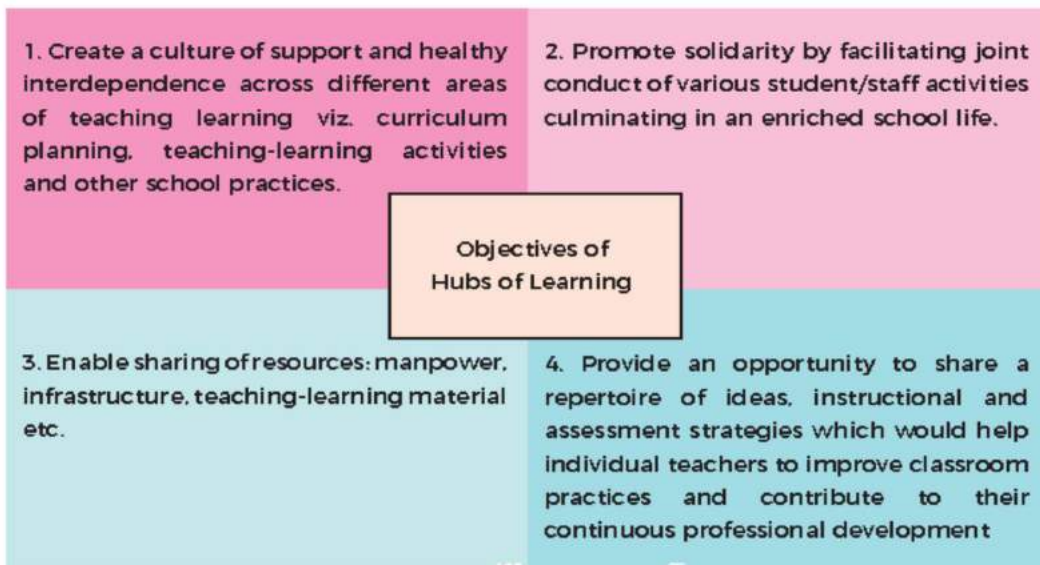 1. Create a culture of support and healthy
interdependence across different areas
of teaching learning viz. curriculum
planning, teaching-learning activities
and other school practices.
2. Promote solidarity by facilitating joint
conduct of various student/staff activities
culminating in an enriched school life.
Objectives of
Hubs of Learning
3. Enable sharing of resources: manpower,
infrastructure, teaching-learning material
etc.
4. Provide an opportunity to share a
repertoire of ideas, instructional and
assessment strategies which would help
individual teachers to improve classroom
practices and contribute to their
continuous professional development